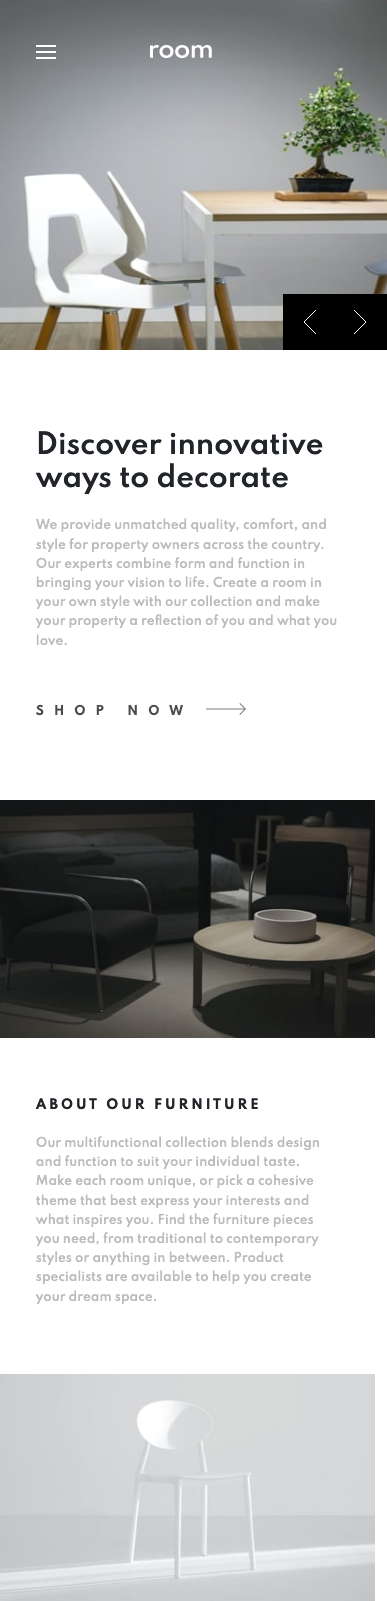 room
Discover innovative
ways to decorate
We provide unmatched quality, comfort, and
style for property owners across the country.
Our experts combine form and function in
bringing your vision to life. Create a room in
your own style with our collection and make
your property a reflection of you and what you
love.
SHOP NOW
ABOUT OUR FURNITURE
Our multifunctional collection blends design
and function to suit your individual taste.
Make each room unique, or pick a cohesive
theme that best express your interests and
what inspires you. Find the furniture pieces
you need, from traditional to contemporary
styles or anything in between. Product
specialists are available to help you create
your dream space.